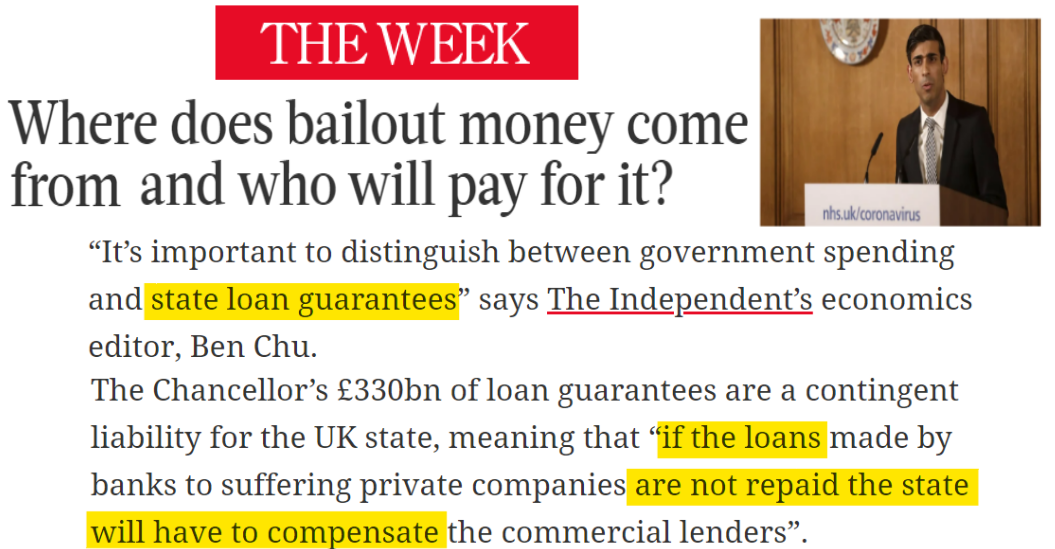 THE WEEK
Where does bailout money come
from and who will pay for it?
nhs.uk/coronavirus
“It’s important to distinguish between government spending
and state loan guarantees” says The Independent’s economics
editor, Ben Chu.
The Chancellor’s £330bn of loan guarantees are a contingent
liability for the UK state, meaning that “if the loans made by
banks to suffering private companies are not repaid the state
will have to compensate the commercial lenders”.